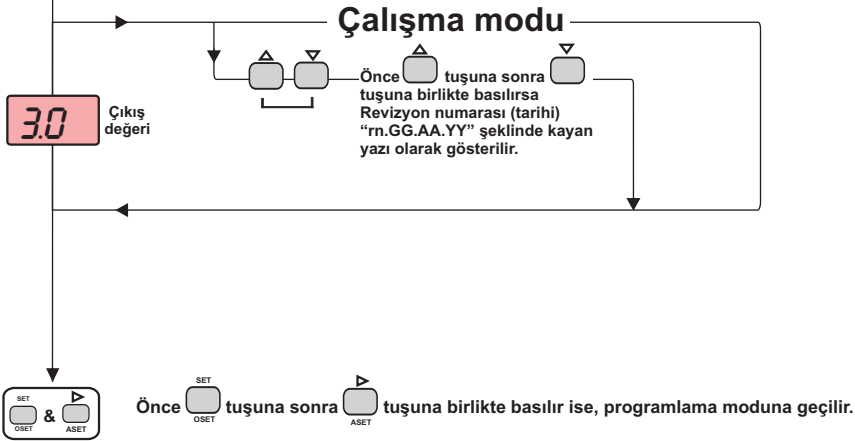 Çalışma modu
Önce tuşuna sonra
tuşuna birlikte basılırsa
Revizyon numarası (tarihi)
“rn.GG.AA.YY” şeklinde kayan
yazı olarak gösterilir.
3.0
Çıkış
değeri
SET
OSET
&
ASET
Önce SET OSET tuşuna sonra ASET tuşuna birlikte basılır ise, programlama moduna geçilir.